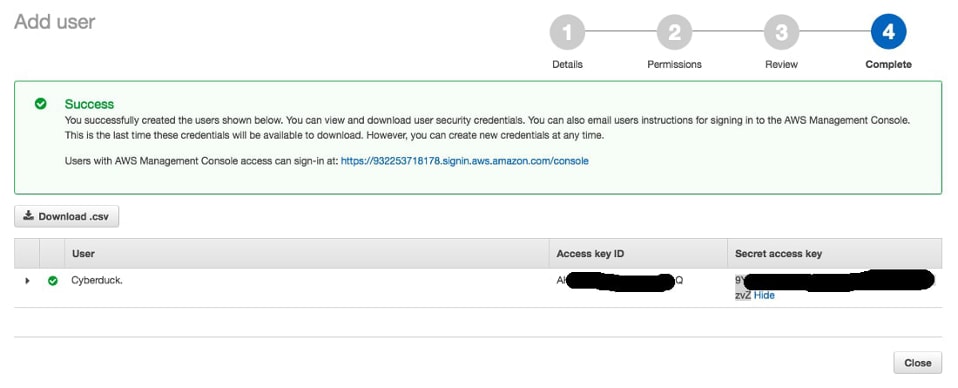 Add user
1 2 3 4
Details Permissions Review Complete
Success
You successfully created the users shown below. You can view and download user security credentials. You can also email users instructions for signing in to the AWS Management Console.
This is the last time these credentials will be available to download. However, you can create new credentials at any time.
Users with AWS Management Console access can sign-in at: https://932253718178.signin.aws.amazon.com/console
Download .csv
User Access key ID Secret access key
Cyberduck. Q 9Y
zvZ Hide
Close